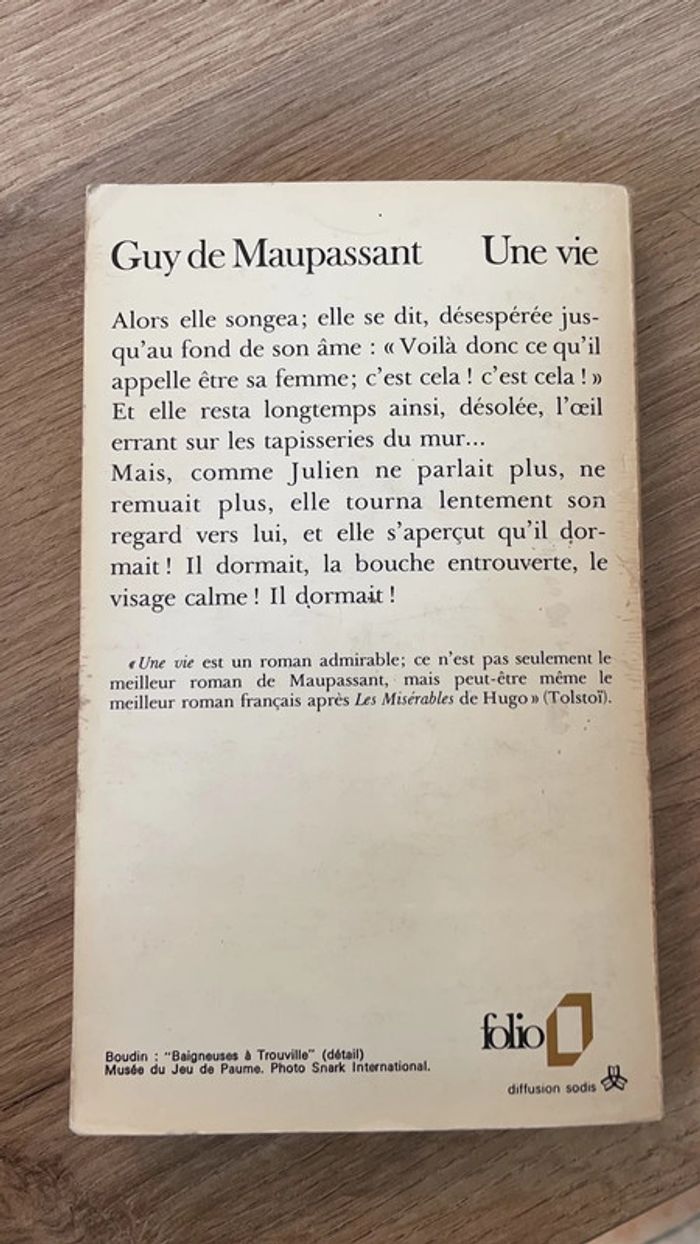 Guy de Maupassant Une vie
Alors elle songea; elle se dit, désespérée jus-
qu'au fond de son âme : « Voilà donc ce qu'il
appelle être sa femme; c'est cela ! c'est cela ! »
Et elle resta longtemps ainsi, désolée, l'œil
errant sur les tapisseries du mur...
Mais, comme Julien ne parlait plus, ne
remuait plus, elle tourna lentement son
regard vers lui, et elle s'aperçut qu'il dor-
mait ! Il dormait, la bouche entrouverte, le
visage calme ! Il dormait !
« Une vie est un roman admirable; ce n'est pas seulement le
meilleur roman de Maupassant, mais peut-être même le
meilleur roman français après Les Misérables de Hugo » (Tolstoï).
folio
Boudin : "Baigneuses à Trouville" (détail)
Musée du Jeu de Paume. Photo Snark International.
diffusion sodis